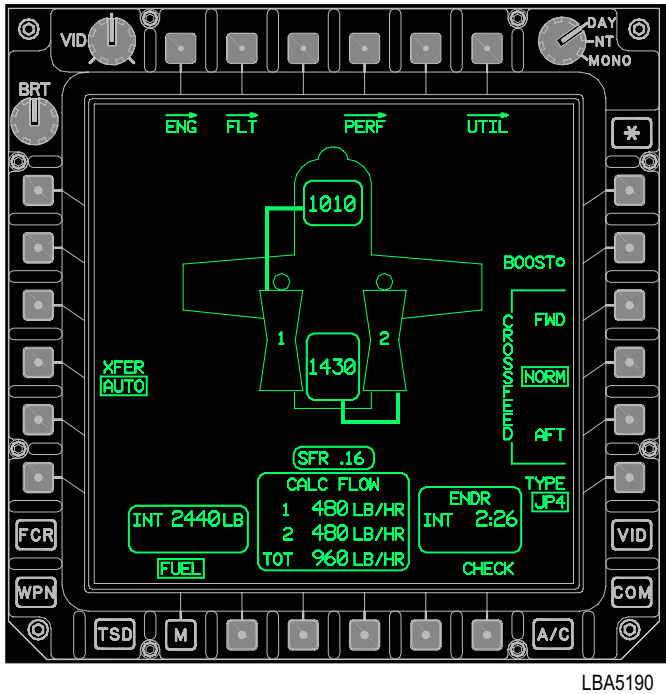 VID
DAY
NT
MONO
BRT
ENG FLT PERF UTIL
*
1010
BOOST
FWD
CROSSFEED
1 2
1430
XFER
AUTO
NORM
AFT
SFR .16
TYPE
JP4
CALC FLOW
1 480 LB/HR
2 480 LB/HR
TOT 960 LB/HR
INT 2440 LB
ENDR
INT 2:26
FCR
VID
FUEL
CHECK
WPN
COM
TSD M A/C
LBA5190